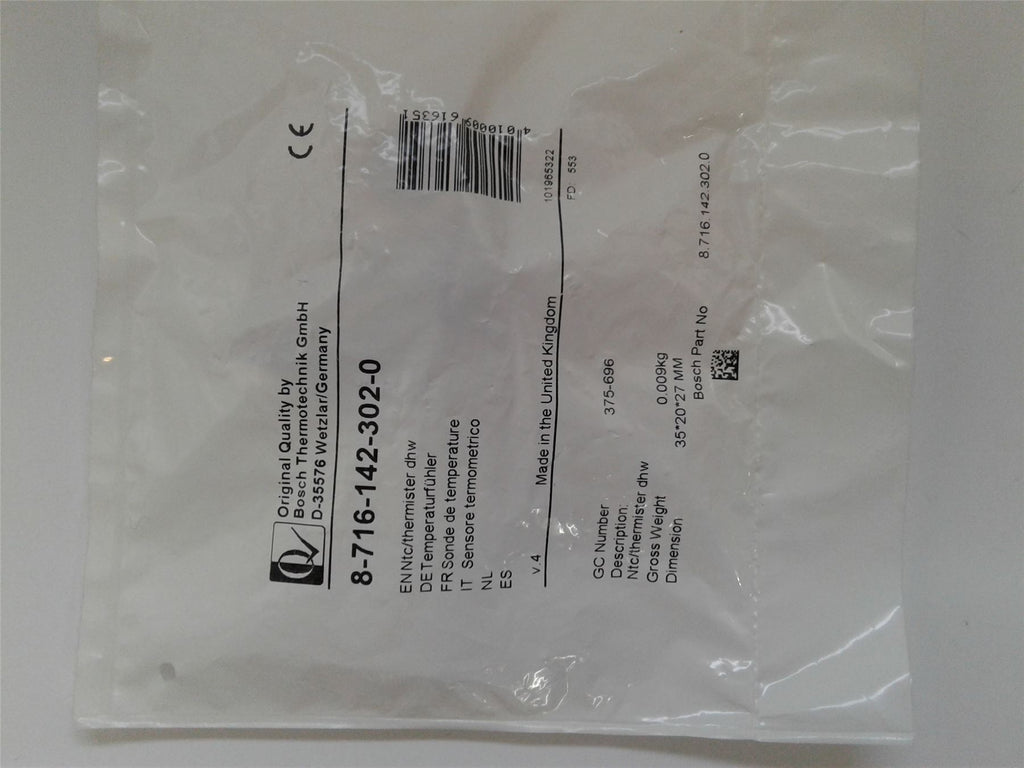 Original Quality by
Bosch Thermotechnik GmbH
D-35576 Wetzlar/Germany
CE
8-716-142-302-0
EN Ntc/thermister dhw
DE Temperaturfühler
FR Sonde de temperature
IT Sensore termometrico
NL
ES
4 010009 616351
v.4 Made in the United Kingdom 101965322
FD: 553
GC Number 375-696
Description:
Ntc/thermister dhw
Gross Weight 0.009kg
Dimension 35*20*27 MM
Bosch Part No 8.716.142.302.0